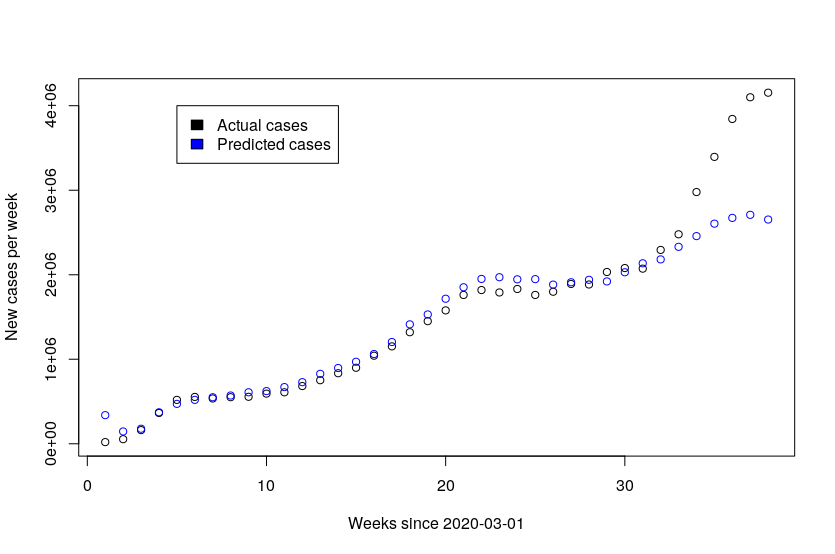 4e+06
3e+06
2e+06
1e+06
0e+00
New cases per week
Actual cases
Predicted cases
0 10 20 30
Weeks since 2020-03-01